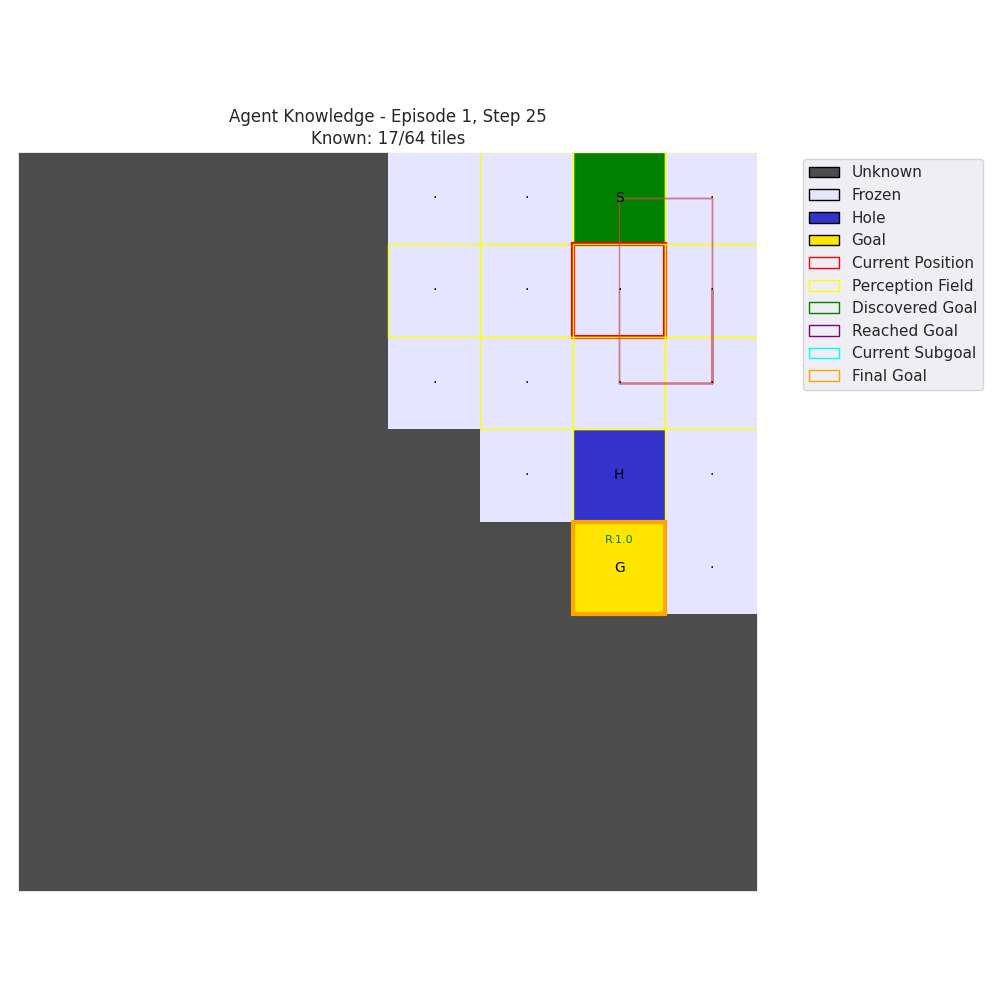 Agent Knowledge - Episode 1, Step 25
Known: 17/64 tiles
. . S .
. . . .
. . . .
. H .
R:1.0
G .
Unknown
Frozen
Hole
Goal
Current Position
Perception Field
Discovered Goal
Reached Goal
Current Subgoal
Final Goal